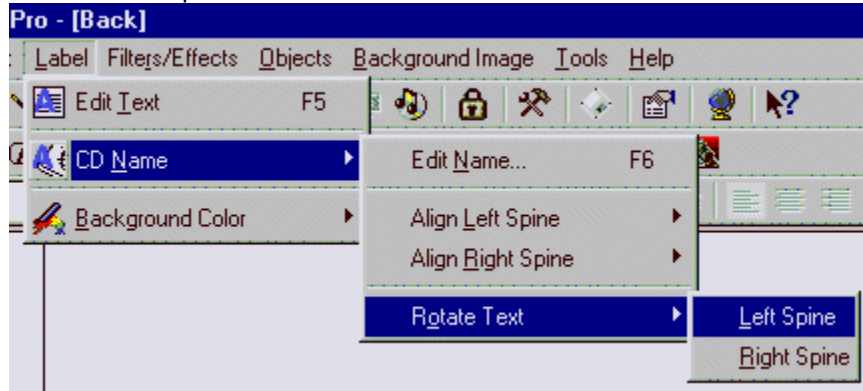 Pro - [Back]
Label Filters/Effects Objects Background Image Tools Help
Edit Text F5
CD Name
Background Color
Edit Name... F6
Align Left Spine
Align Right Spine
Rotate Text
Left Spine
Right Spine